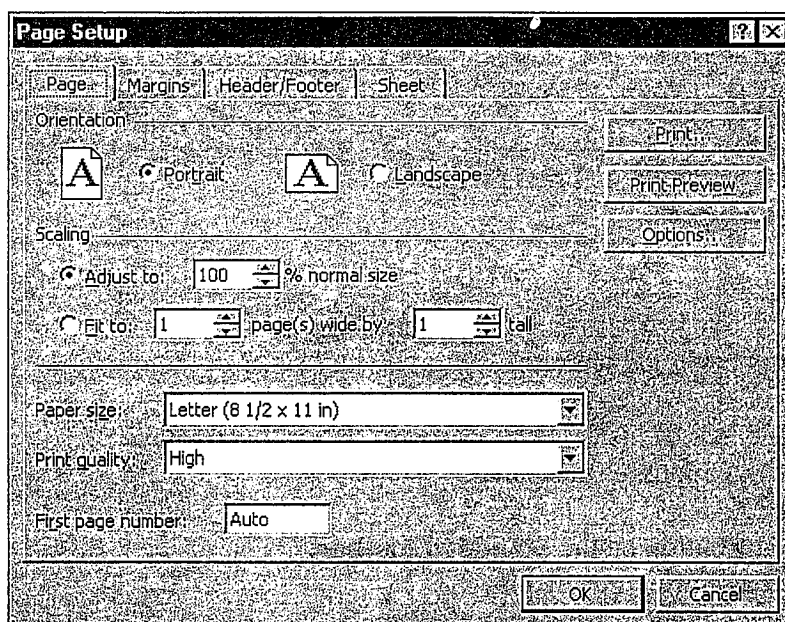 Page Setup
Page Margins Header/Footer Sheet
Orientation
A Portrait A Landscape
Print...
Print Preview
Options...
Scaling
Adjust to: 100 % normal size
Fit to: 1 page(s) wide by 1 tall
Paper size: Letter (8 1/2 x 11 in)
Print quality: High
First page number: Auto
OK Cancel